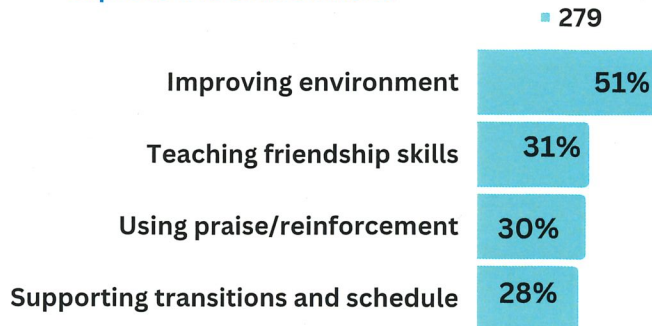 279
Improving environment 51%
Teaching friendship skills 31%
Using praise/reinforcement 30%
Supporting transitions and schedule 28%